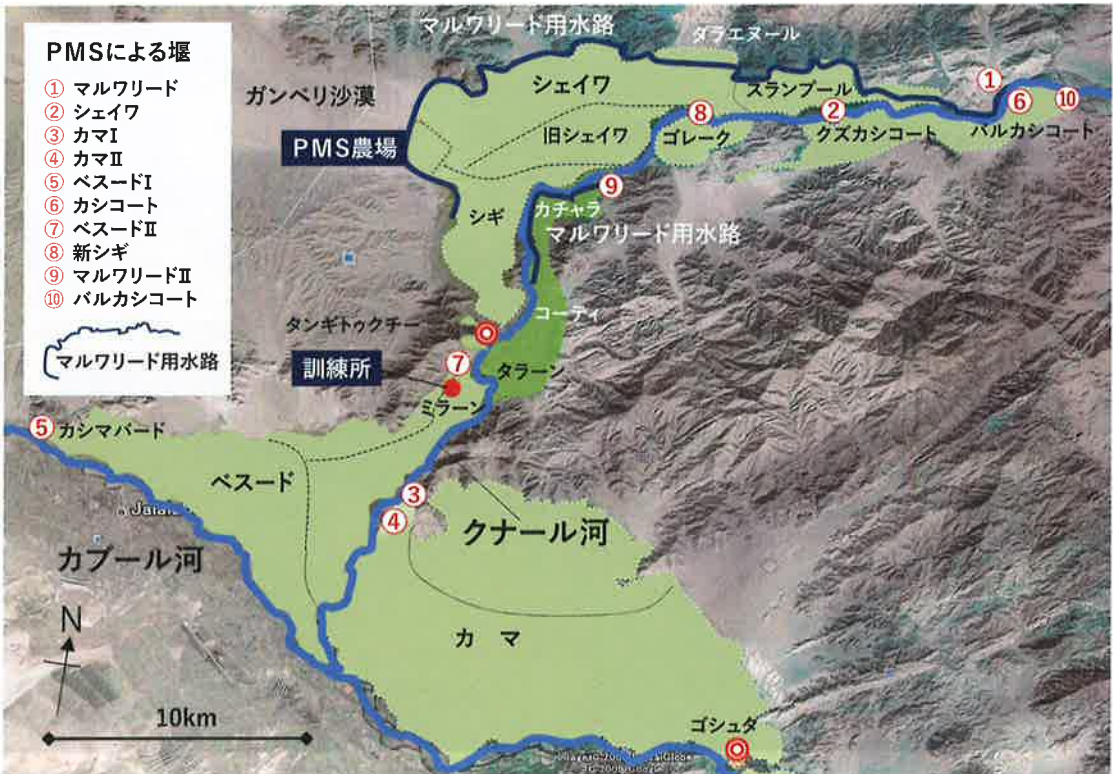 PMSによる堰
① マルワリード
② シェイワ
③ カマⅠ
④ カマⅡ
⑤ ベスードⅠ
⑥ カシコート
⑦ ベスードⅡ
⑧ 新シギ
⑨ マルワリードⅡ
⑩ バルカシコート
マルワリード用水路
マルワリード用水路
ダラエヌール
ガンベリ沙漠
シェイワ
スランプール
①
⑥
⑩
PMS農場
旧シェイワ
⑧
ゴレーク
②
クズカシコート
バルカシコート
⑨
シギ
カチャラ
マルワリード用水路
タンギトゥクチー
コーティ
訓練所
⑦
タラーン
ミラーン
⑤
カシマバード
ベスード
③
④
クナール河
カブール河
N
カマ
10km
ゴシュタ